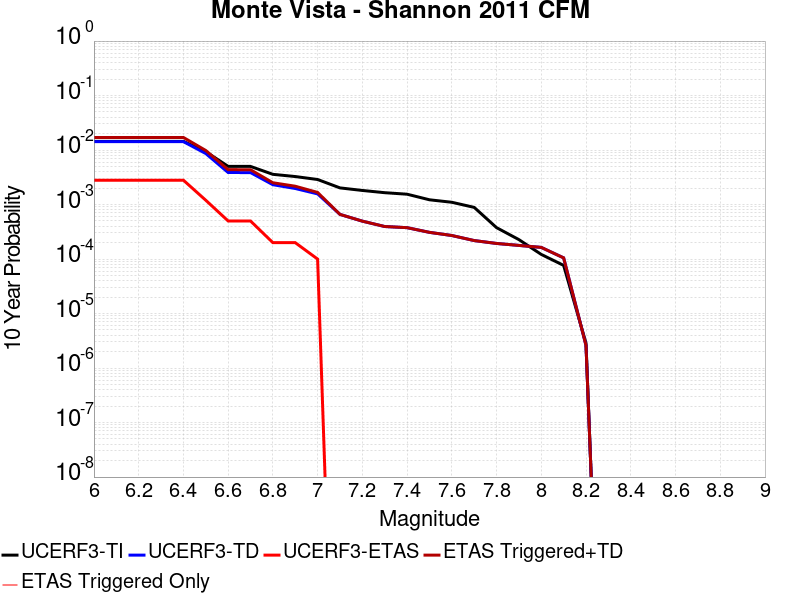 Monte Vista - Shannon 2011 CFM
10 0
10 -1
10 -2
10 -3
10 -4
10 -5
10 -6
10 -7
10 -8
10 Year Probability
6 6.2 6.4 6.6 6.8 7 7.2 7.4 7.6 7.8 8 8.2 8.4 8.6 8.8 9
Magnitude
UCERF3-TI UCERF3-TD UCERF3-ETAS ETAS Triggered+TD
ETAS Triggered Only